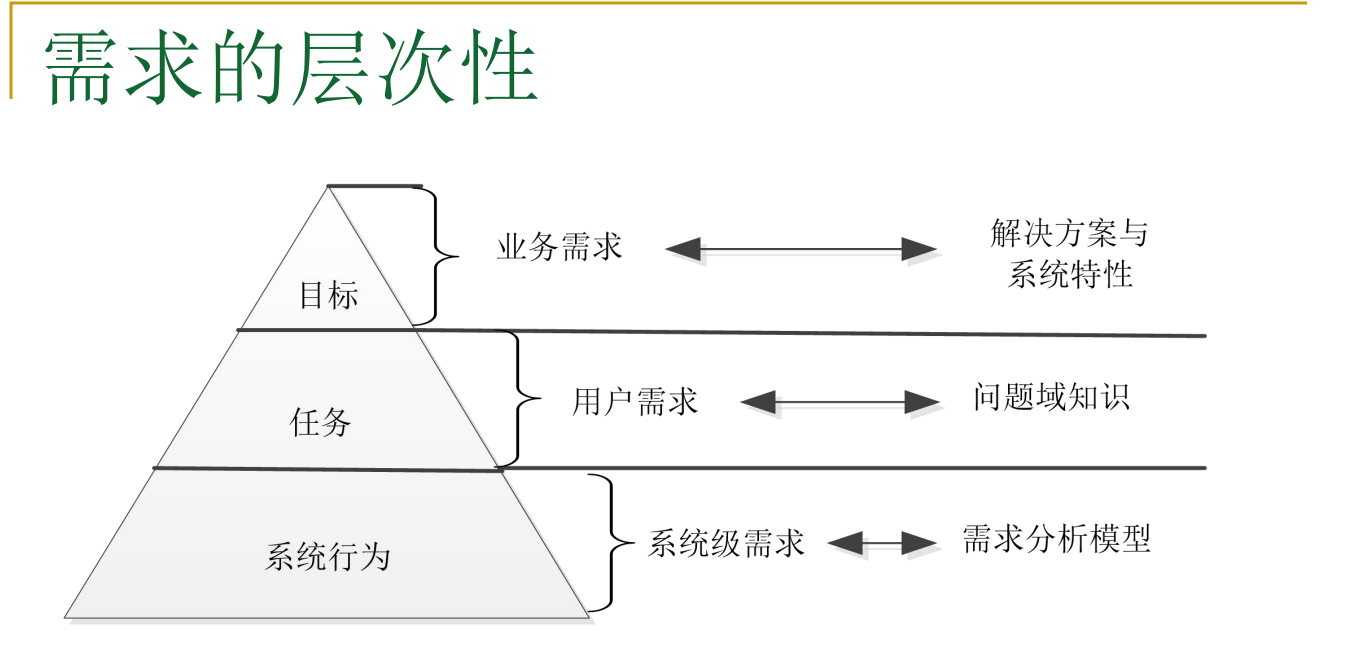 需求的层次性
目标
业务需求
解决方案与
系统特性
任务
用户需求
问题域知识
系统行为
系统级需求
需求分析模型